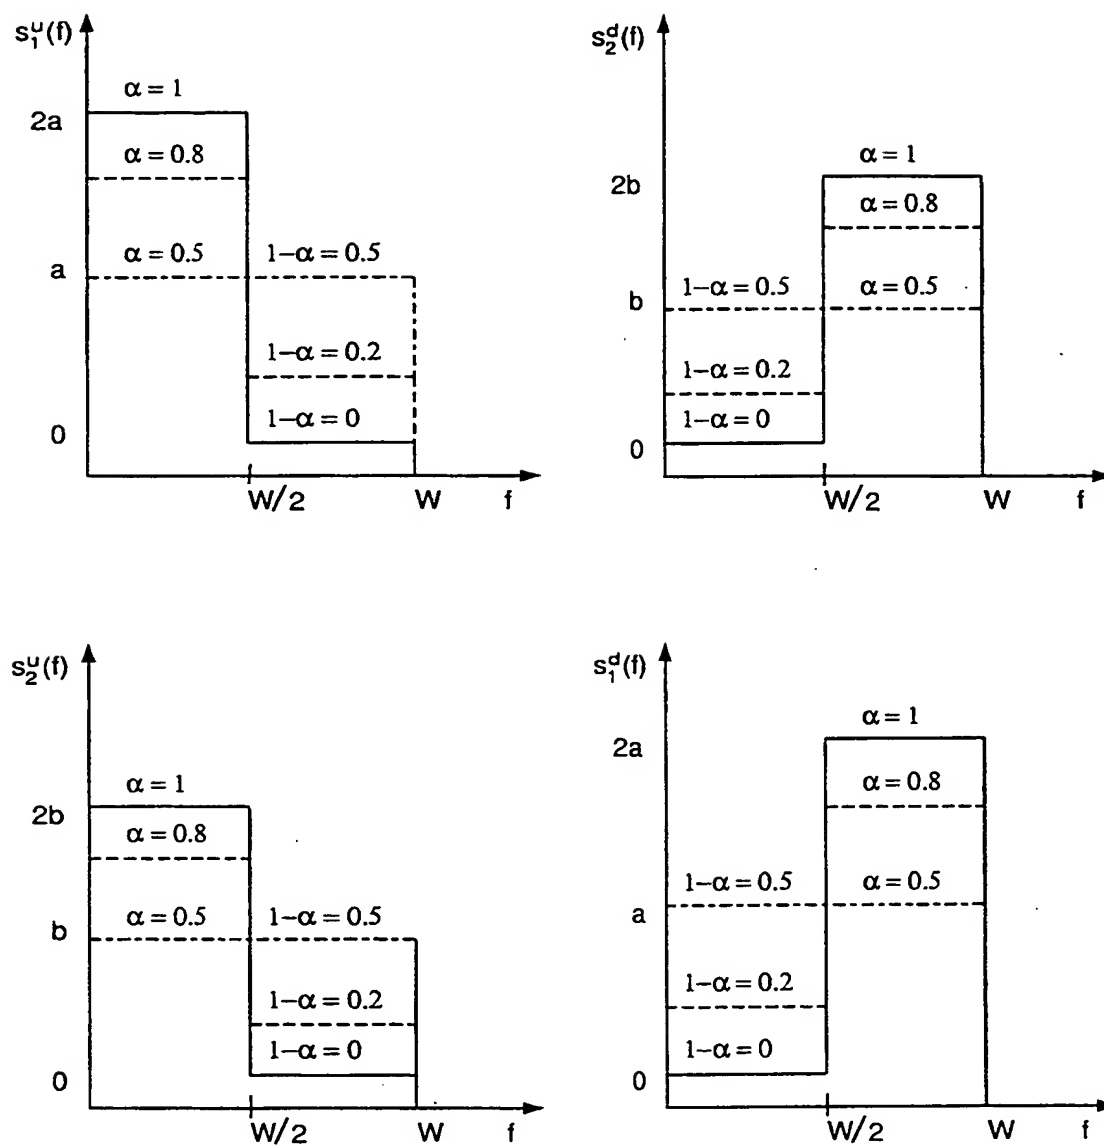 s₁ᵘ(f)
α = 1
2a
α = 0.8
α = 0.5
1−α = 0.5
a
1−α = 0.2
1−α = 0
0
W/2
W
f
s₂ᵈ(f)
α = 1
2b
α = 0.8
1−α = 0.5
α = 0.5
b
1−α = 0.2
1−α = 0
0
W/2
W
f
s₂ᵘ(f)
α = 1
2b
α = 0.8
α = 0.5
1−α = 0.5
b
1−α = 0.2
1−α = 0
0
W/2
W
f
s₁ᵈ(f)
α = 1
2a
α = 0.8
1−α = 0.5
α = 0.5
a
1−α = 0.2
1−α = 0
0
W/2
W
f